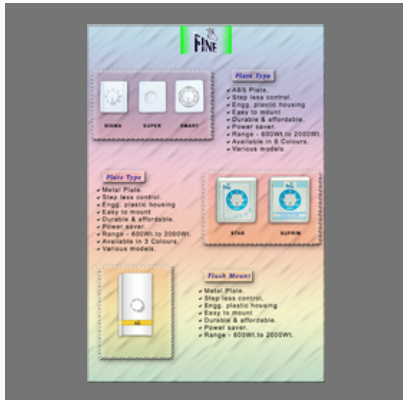 FINE
Plate Type
ABS Plate.
Step less control.
Engg. plastic housing
Easy to mount
Durable & affordable.
Power saver.
Range - 600Wt.to 2000Wt.
Available in 6 Colours.
Various models.
SIGMA SUPER SMART
Plate Type
Metal Plate.
Step less control.
Engg. plastic housing
Easy to mount
Durable & affordable.
Power saver.
Range - 600Wt. to 2000Wt.
Available in 3 Colours.
Various models.
STAR SUPRIM
Flush Mount
Metal Plate.
Step less control.
Engg. plastic housing
Easy to mount
Durable & affordable.
Power saver.
Range - 600Wt.to 2000Wt.